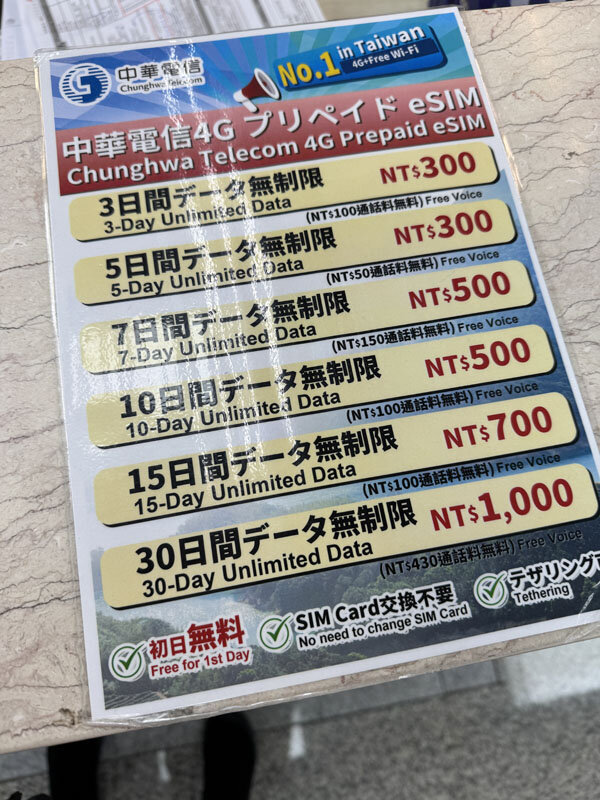 中華電信
Chunghwa Telecom
No.1 in Taiwan
4G+Free Wi-Fi
中華電信4G プリペイド eSIM
Chunghwa Telecom 4G Prepaid eSIM
3日間データ無制限 NT$300
3-Day Unlimited Data
(NT$100通話料無料) Free Voice
5日間データ無制限 NT$300
5-Day Unlimited Data
(NT$50通話料無料) Free Voice
7日間データ無制限 NT$500
7-Day Unlimited Data
(NT$150通話料無料) Free Voice
10日間データ無制限 NT$500
10-Day Unlimited Data
(NT$100通話料無料) Free Voice
15日間データ無制限 NT$700
15-Day Unlimited Data
(NT$100通話料無料) Free Voice
30日間データ無制限 NT$1,000
30-Day Unlimited Data
(NT$430通話料無料) Free Voice
初日無料
Free for 1st Day
SIM Card交換不要
No need to change SIM Card
テザリング
Tethering